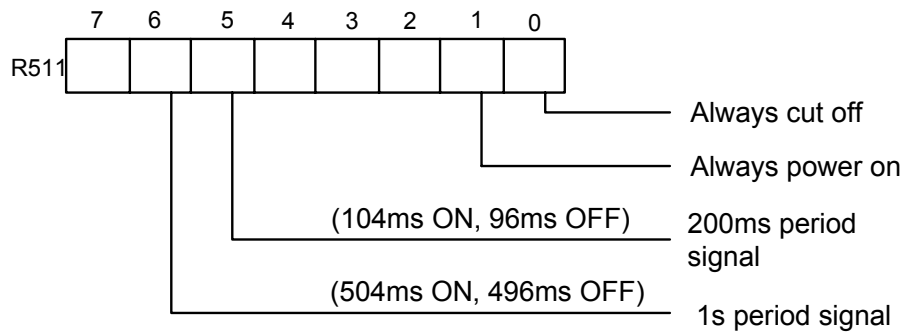 7 6 5 4 3 2 1 0
R511
Always cut off
Always power on
(104ms ON, 96ms OFF) 200ms period
signal
(504ms ON, 496ms OFF)
1s period signal